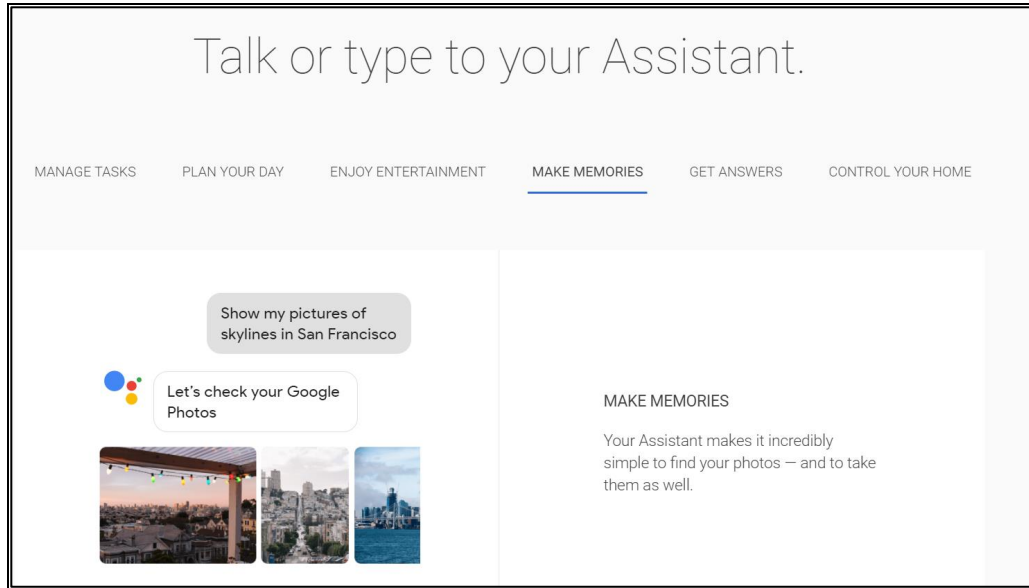 Talk or type to your Assistant.
MANAGE TASKS PLAN YOUR DAY ENJOY ENTERTAINMENT MAKE MEMORIES GET ANSWERS CONTROL YOUR HOME
Show my pictures of
skylines in San Francisco
Let's check your Google
Photos
MAKE MEMORIES
Your Assistant makes it incredibly
simple to find your photos — and to take
them as well.